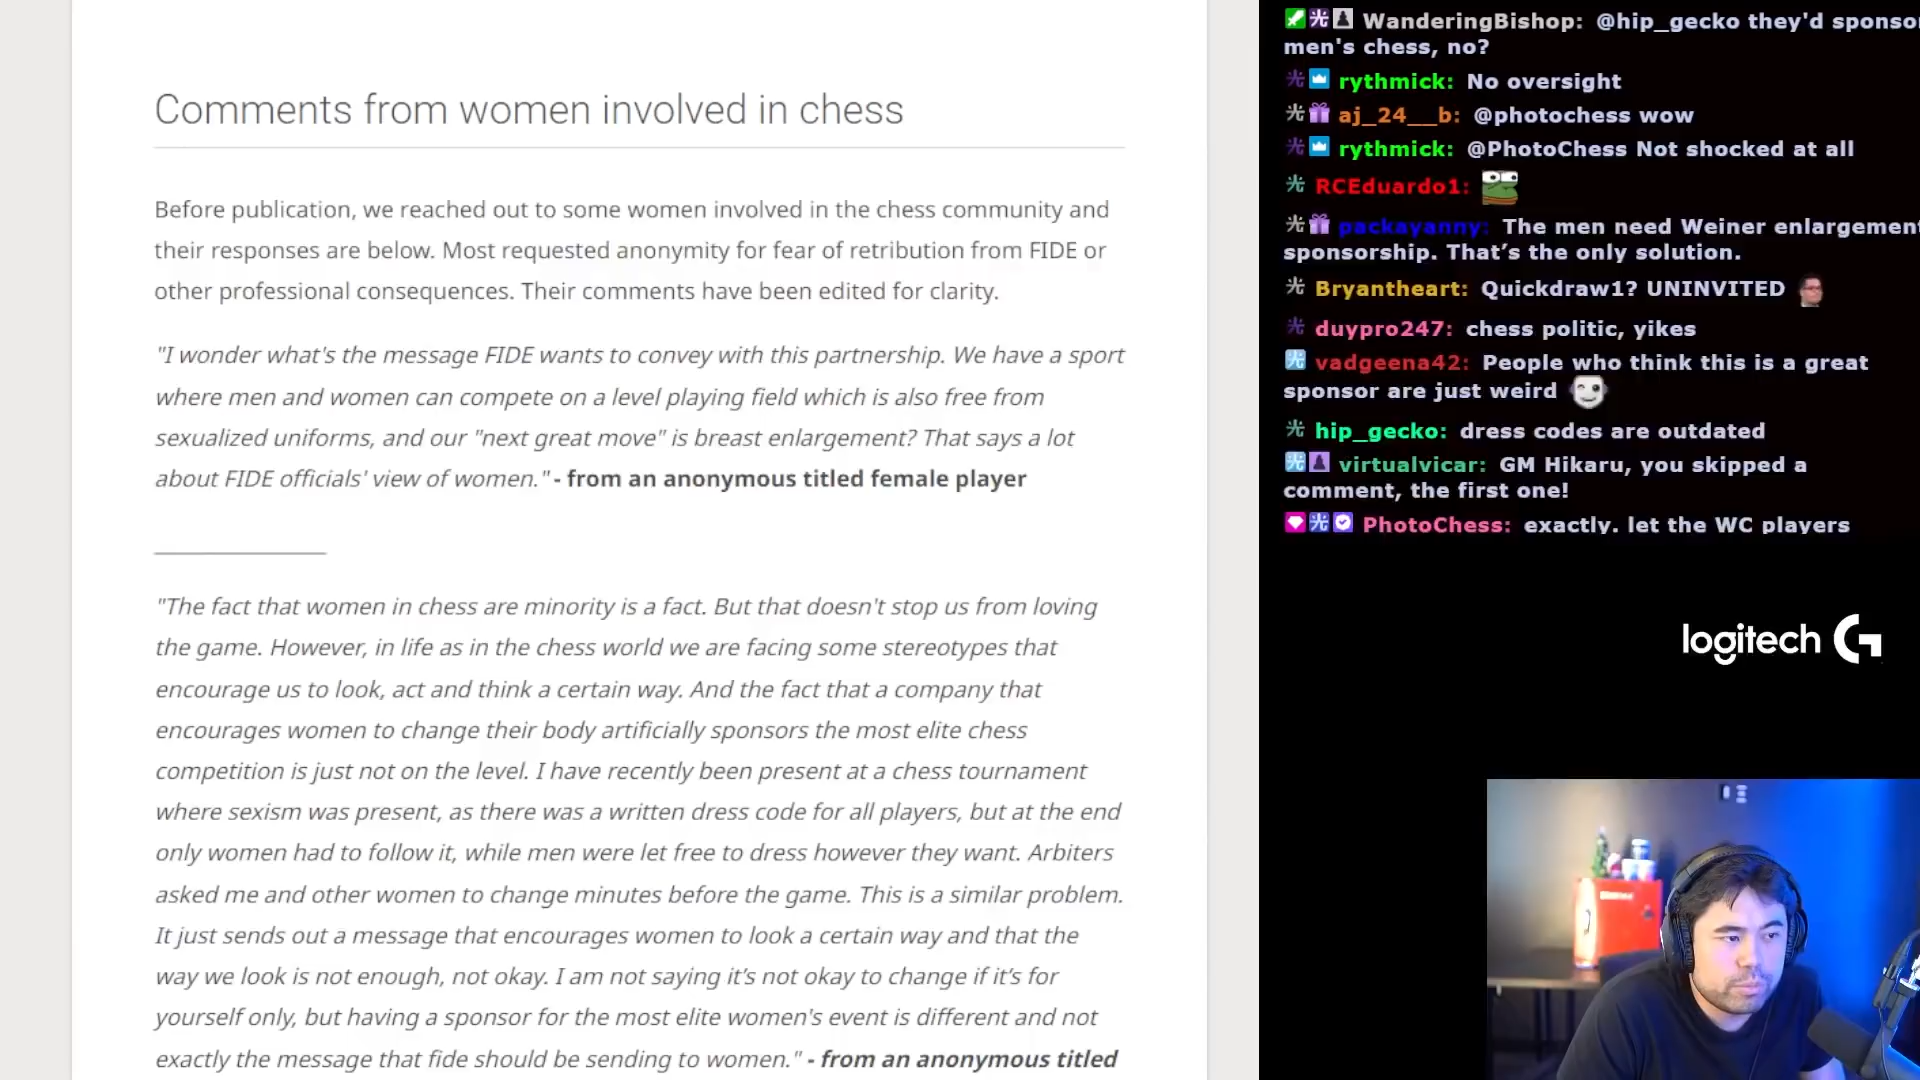 Comments from women involved in chess
Before publication, we reached out to some women involved in the chess community and
their responses are below. Most requested anonymity for fear of retribution from FIDE or
other professional consequences. Their comments have been edited for clarity.
"I wonder what's the message FIDE wants to convey with this partnership. We have a sport
where men and women can compete on a level playing field which is also free from
sexualized uniforms, and our "next great move" is breast enlargement? That says a lot
about FIDE officials' view of women." - from an anonymous titled female player
"The fact that women in chess are minority is a fact. But that doesn't stop us from loving
the game. However, in life as in the chess world we are facing some stereotypes that
encourage us to look, act and think a certain way. And the fact that a company that
encourages women to change their body artificially sponsors the most elite chess
competition is just not on the level. I have recently been present at a chess tournament
where sexism was present, as there was a written dress code for all players, but at the end
only women had to follow it, while men were let free to dress however they want. Arbiters
asked me and other women to change minutes before the game. This is a similar problem.
It just sends out a message that encourages women to look a certain way and that the
way we look is not enough, not okay. I am not saying it's not okay to change if it's for
yourself only, but having a sponsor for the most elite women's event is different and not
exactly the message that fide should be sending to women." - from an anonymous titled
WanderingBishop: @hip_gecko they'd sponso
men's chess, no?
rythmick: No oversight
aj_24__b: @photochess wow
rythmick: @PhotoChess Not shocked at all
RCEduardo1:
packayanny: The men need Weiner enlargement
sponsorship. That's the only solution.
Bryantheart: Quickdraw1? UNINVITED
duypro247: chess politic, yikes
vadgeena42: People who think this is a great
sponsor are just weird
hip_gecko: dress codes are outdated
virtualvicar: GM Hikaru, you skipped a
comment, the first one!
PhotoChess: exactly. let the WC players
logitech G